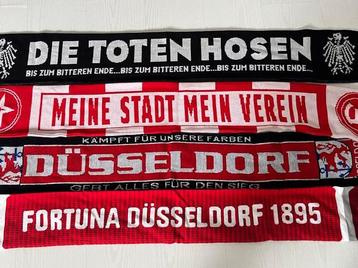 DIE TOTEN HOSEN
BIS ZUM BITTEREN ENDE...BIS ZUM BITTEREN ENDE...BIS ZUM BITTEREN ENDE...
MEINE STADT MEIN VEREIN
KÄMPFT FÜR UNSERE FARBEN
DÜSSELDORF
GEBT ALLES FÜR DEN SIEG
FORTUNA DÜSSELDORF 1895